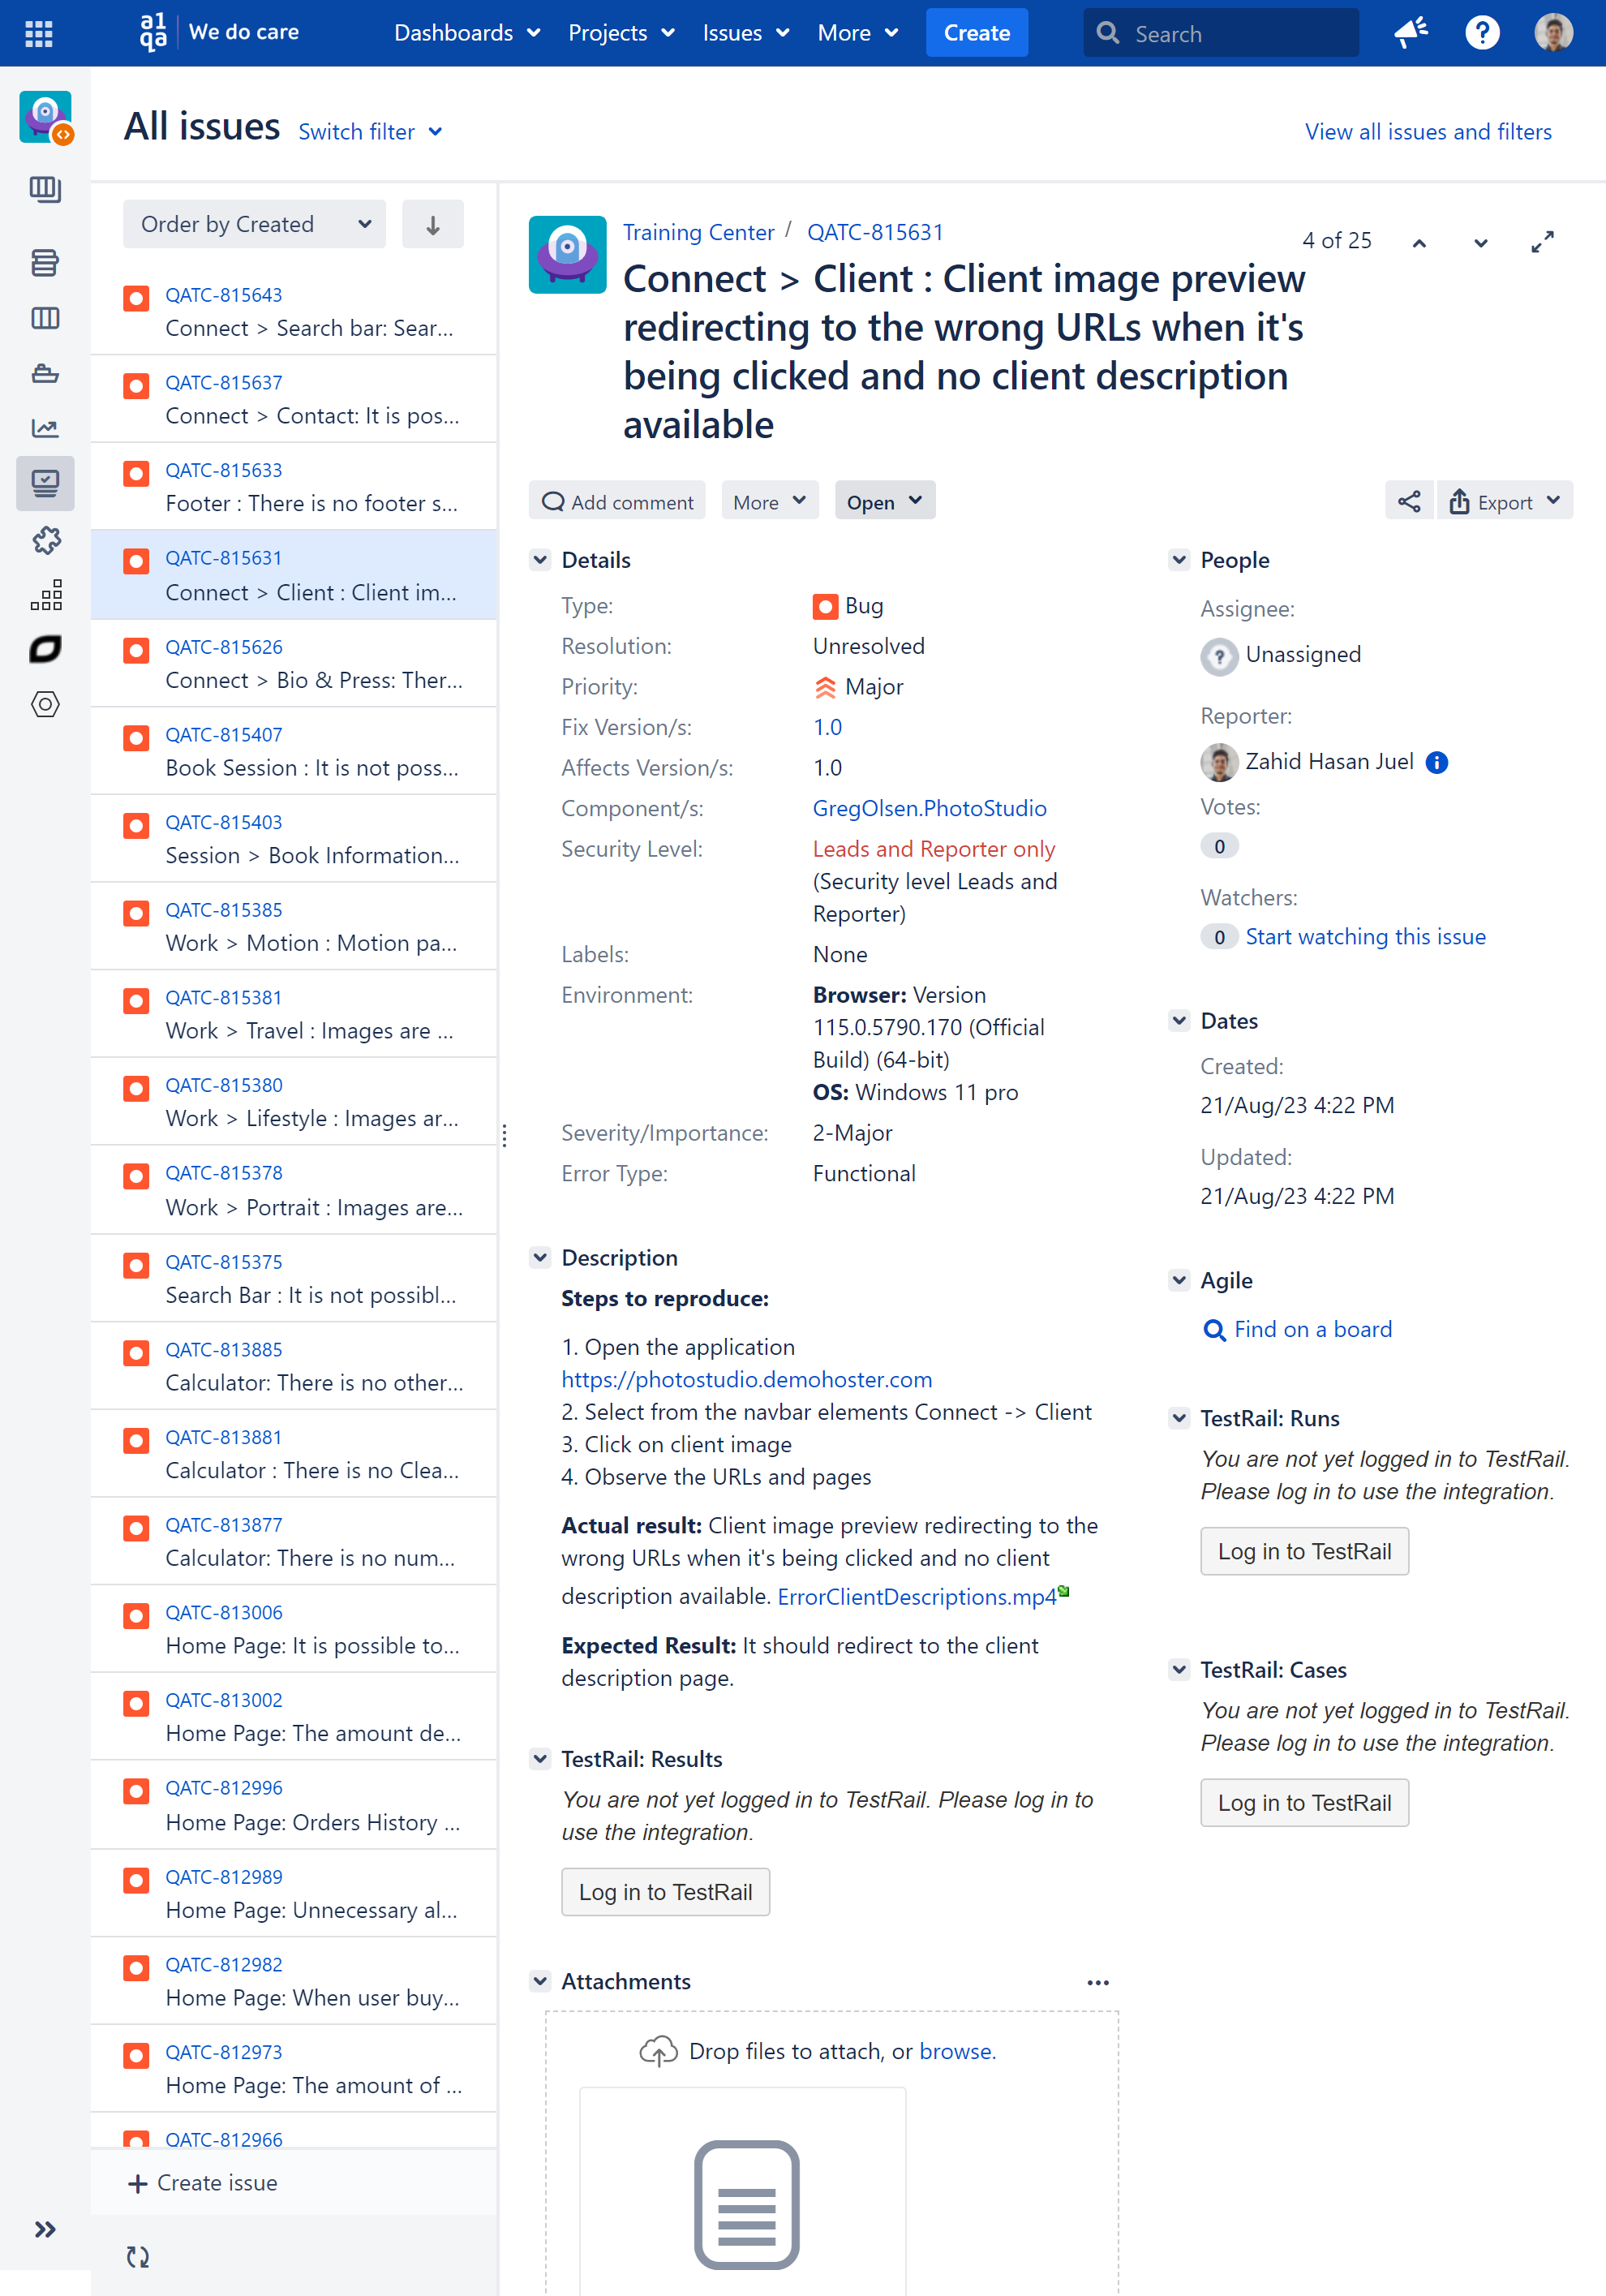 a1qa We do care Dashboards Projects Issues More Create Search
All issues Switch filter View all issues and filters
Order by Created
QATC-815643
Connect > Search bar: Sear...
QATC-815637
Connect > Contact: It is pos...
QATC-815633
Footer : There is no footer s...
QATC-815631
Connect > Client : Client im...
QATC-815626
Connect > Bio & Press: Ther...
QATC-815407
Book Session : It is not poss...
QATC-815403
Session > Book Information...
QATC-815385
Work > Motion : Motion pa...
QATC-815381
Work > Travel : Images are ...
QATC-815380
Work > Lifestyle : Images ar...
QATC-815378
Work > Portrait : Images are...
QATC-815375
Search Bar : It is not possibl...
QATC-813885
Calculator: There is no other...
QATC-813881
Calculator : There is no Clea...
QATC-813877
Calculator: There is no num...
QATC-813006
Home Page: It is possible to...
QATC-813002
Home Page: The amount de...
QATC-812996
Home Page: Orders History ...
QATC-812989
Home Page: Unnecessary al...
QATC-812982
Home Page: When user buy...
QATC-812973
Home Page: The amount of ...
QATC-812966
Create issue
Training Center / QATC-815631
4 of 25
Connect > Client : Client image preview
redirecting to the wrong URLs when it's
being clicked and no client description
available
Add comment More Open Export
Details
Type: Bug
Resolution: Unresolved
Priority: Major
Fix Version/s: 1.0
Affects Version/s: 1.0
Component/s: GregOlsen.PhotoStudio
Security Level: Leads and Reporter only
(Security level Leads and
Reporter)
Labels: None
Environment: Browser: Version
115.0.5790.170 (Official
Build) (64-bit)
OS: Windows 11 pro
Severity/Importance: 2-Major
Error Type: Functional
Description
Steps to reproduce:
1. Open the application
https://photostudio.demohoster.com
2. Select from the navbar elements Connect -> Client
3. Click on client image
4. Observe the URLs and pages
Actual result: Client image preview redirecting to the
wrong URLs when it's being clicked and no client
description available. ErrorClientDescriptions.mp4
Expected Result: It should redirect to the client
description page.
TestRail: Results
You are not yet logged in to TestRail. Please log in to
use the integration.
Log in to TestRail
Attachments
Drop files to attach, or browse.
People
Assignee:
Unassigned
Reporter:
Zahid Hasan Juel
Votes:
0
Watchers:
0 Start watching this issue
Dates
Created:
21/Aug/23 4:22 PM
Updated:
21/Aug/23 4:22 PM
Agile
Find on a board
TestRail: Runs
You are not yet logged in to TestRail.
Please log in to use the integration.
Log in to TestRail
TestRail: Cases
You are not yet logged in to TestRail.
Please log in to use the integration.
Log in to TestRail